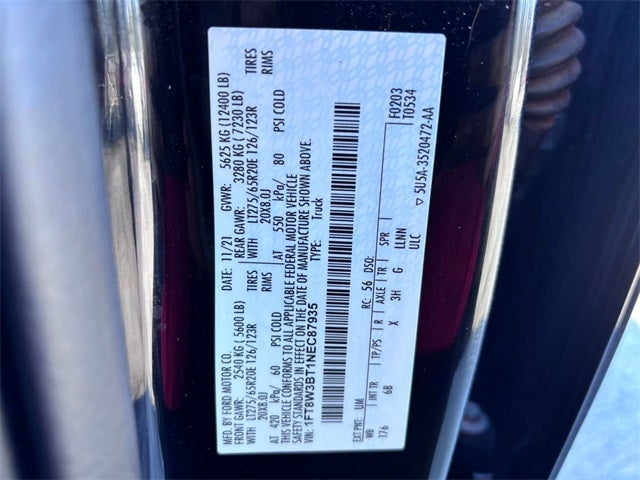 MFD. BY FORD MOTOR CO.
DATE: 11/21 GVWR: 5625 KG (12400 LB)
FRONT GAWR: 2540 KG ( 5600 LB) REAR GAWR: 3280 KG ( 7230 LB)
LT275/65R20E 126/123R WITH LT275/65R20E 126/123R TIRES
20X8.0J 20X8.0J RIMS
AT 420 kPa/ 60 PSI COLD AT 550 kPa/ 80 PSI COLD
THIS VEHICLE CONFORMS TO ALL APPLICABLE FEDERAL MOTOR VEHICLE
SAFETY STANDARDS IN EFFECT ON THE DATE OF MANUFACTURE SHOWN ABOVE.
VIN: 1FT8W3BT1NEC87935 TYPE: Truck
TIRES
RIMS
F0203
T0534
EXT PNT: UM RC: 56 DSO:
WB INT TR TP/PS R AXLE TR SPR
176 6B X 3H G LLNN
ULC
5U5A-3520472-AA